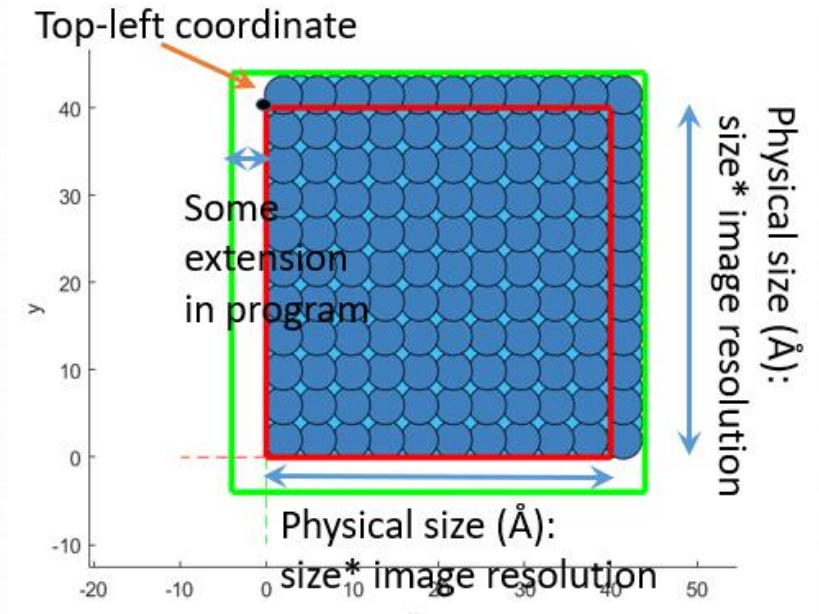 Top-left coordinate
40
30
20
10
0
-10
y
Some
extension
in program
Physical size (Å):
size* image resolution
Physical size (Å):
size* image resolution
-20
-10
0
10
20
30
40
50